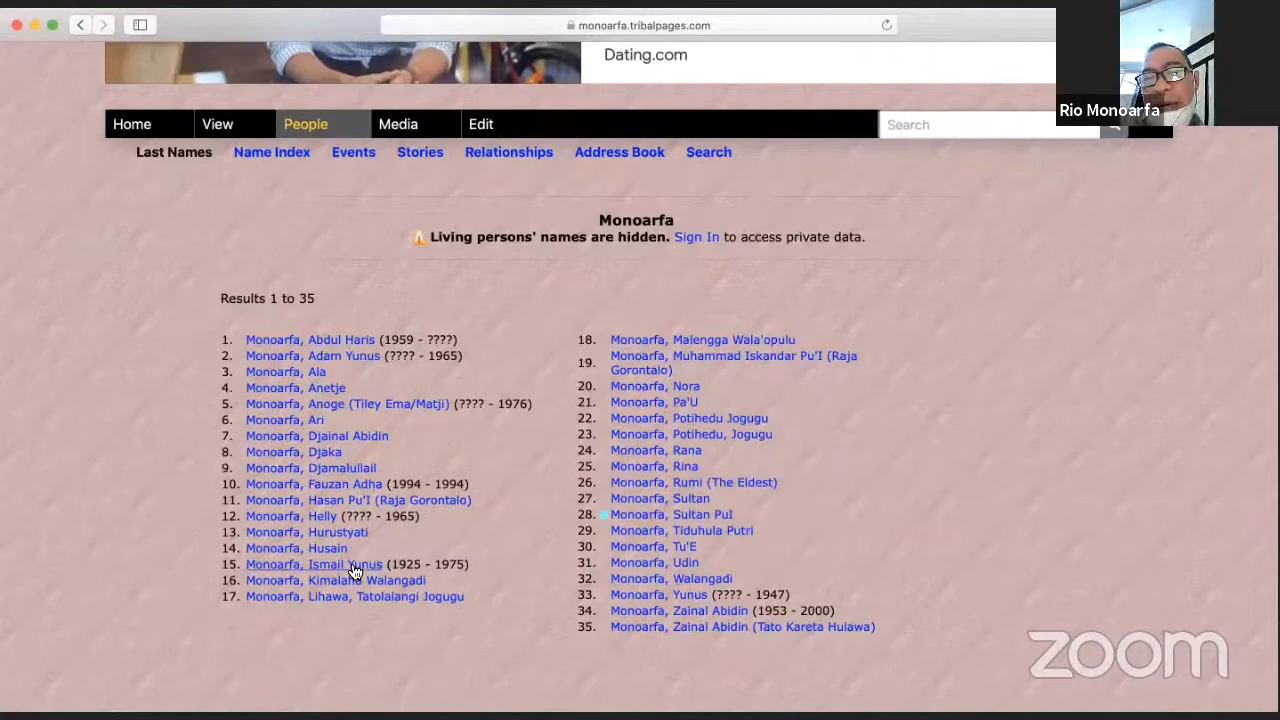 monoarfa.tribalpages.com
Dating.com
Rio Monoarfa
Home View People Media Edit Search
Last Names Name Index Events Stories Relationships Address Book Search
Monoarfa
Living persons' names are hidden. Sign In to access private data.
Results 1 to 35
1. Monoarfa, Abdul Haris (1959 - ????)
2. Monoarfa, Adam Yunus (???? - 1965)
3. Monoarfa, Ala
4. Monoarfa, Anetje
5. Monoarfa, Anoge (Tiley Ema/Matji) (???? - 1976)
6. Monoarfa, Ari
7. Monoarfa, Djainal Abidin
8. Monoarfa, Djaka
9. Monoarfa, Djamalullail
10. Monoarfa, Fauzan Adha (1994 - 1994)
11. Monoarfa, Hasan Pu'I (Raja Gorontalo)
12. Monoarfa, Helly (???? - 1965)
13. Monoarfa, Hurustyati
14. Monoarfa, Husain
15. Monoarfa, Ismail Yunus (1925 - 1975)
16. Monoarfa, Kimalaha Walangadi
17. Monoarfa, Lihawa, Tatolalangi Jogugu
18. Monoarfa, Malengga Wala'opulu
19. Monoarfa, Muhammad Iskandar Pu'I (Raja
Gorontalo)
20. Monoarfa, Nora
21. Monoarfa, Pa'U
22. Monoarfa, Potihedu Jogugu
23. Monoarfa, Potihedu, Jogugu
24. Monoarfa, Rana
25. Monoarfa, Rina
26. Monoarfa, Rumi (The Eldest)
27. Monoarfa, Sultan
28. Monoarfa, Sultan PuI
29. Monoarfa, Tiduhula Putri
30. Monoarfa, Tu'E
31. Monoarfa, Udin
32. Monoarfa, Walangadi
33. Monoarfa, Yunus (???? - 1947)
34. Monoarfa, Zainal Abidin (1953 - 2000)
35. Monoarfa, Zainal Abidin (Tato Kareta Hulawa)
zoom